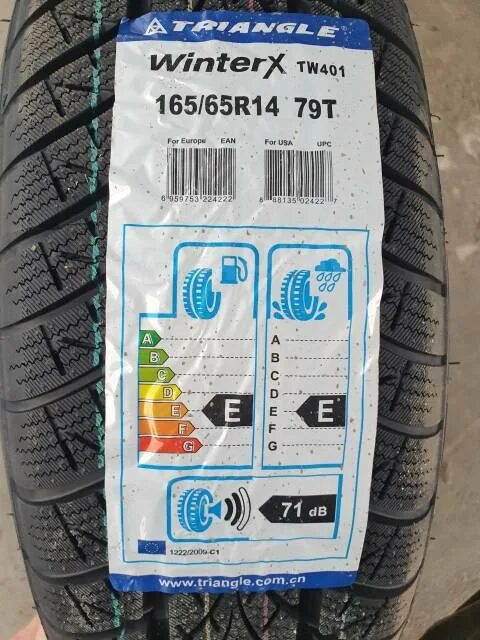 TRIANGLE
WinterX TW401
165/65R14 79T
For Europe EAN For USA UPC
6 959753 224222 8 88135 02422 7
A A
B B
C C
D D
E E E E
F F
G G
71 dB
1222/2009-C1
www.triangle.com.cn